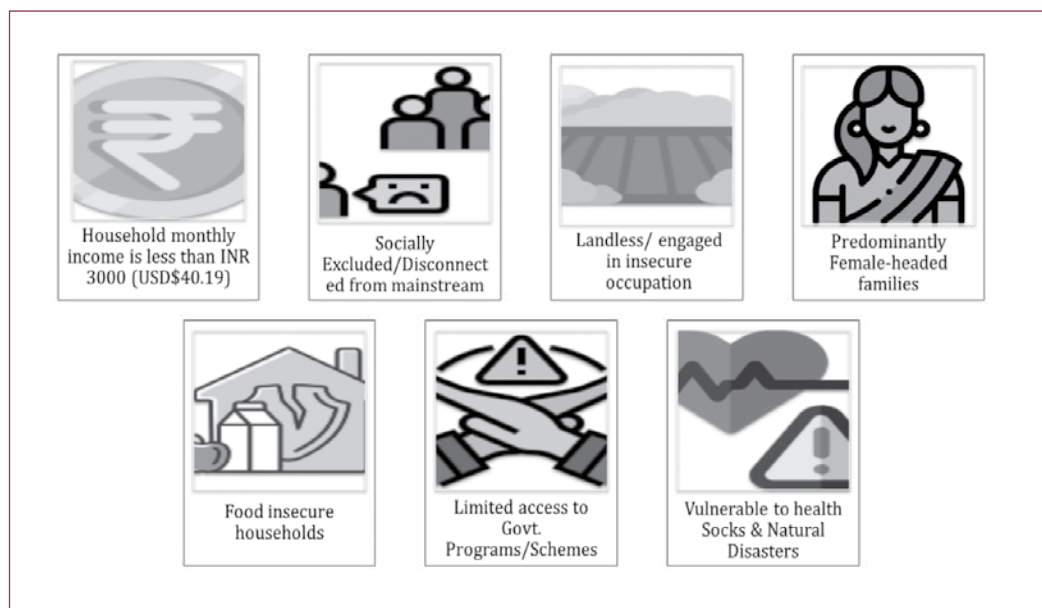 Household monthly
income is less than INR
3000 (USD$40.19)
Socially
Excluded/Disconnect
ed from mainstream
Landless/ engaged
in insecure
occupation
Predominantly
Female-headed
families
Food insecure
households
Limited access to
Govt.
Programs/Schemes
Vulnerable to health
Socks & Natural
Disasters